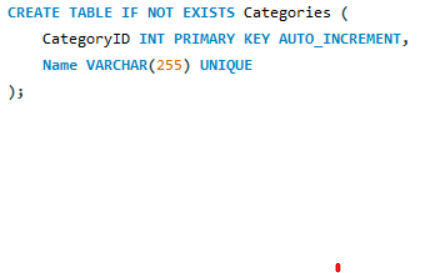 CREATE TABLE IF NOT EXISTS Categories (
    CategoryID INT PRIMARY KEY AUTO_INCREMENT,
    Name VARCHAR(255) UNIQUE
);